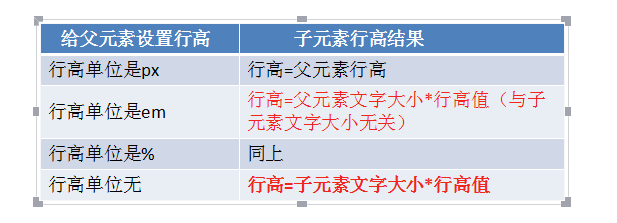 给父元素设置行高 子元素行高结果
行高单位是px 行高=父元素行高
行高单位是em 行高=父元素文字大小*行高值（与子
元素文字大小无关）
行高单位是% 同上
行高单位无 行高=子元素文字大小*行高值